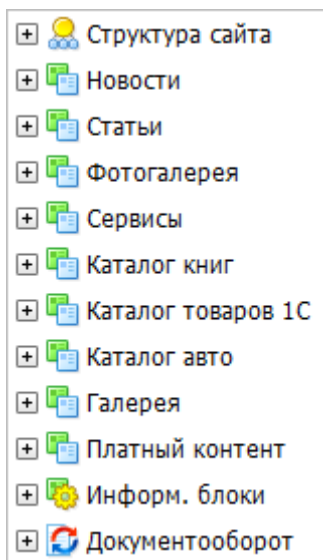 Структура сайта
Новости
Статьи
Фотогалерея
Сервисы
Каталог книг
Каталог товаров 1С
Каталог авто
Галерея
Платный контент
Информ. блоки
Документооборот